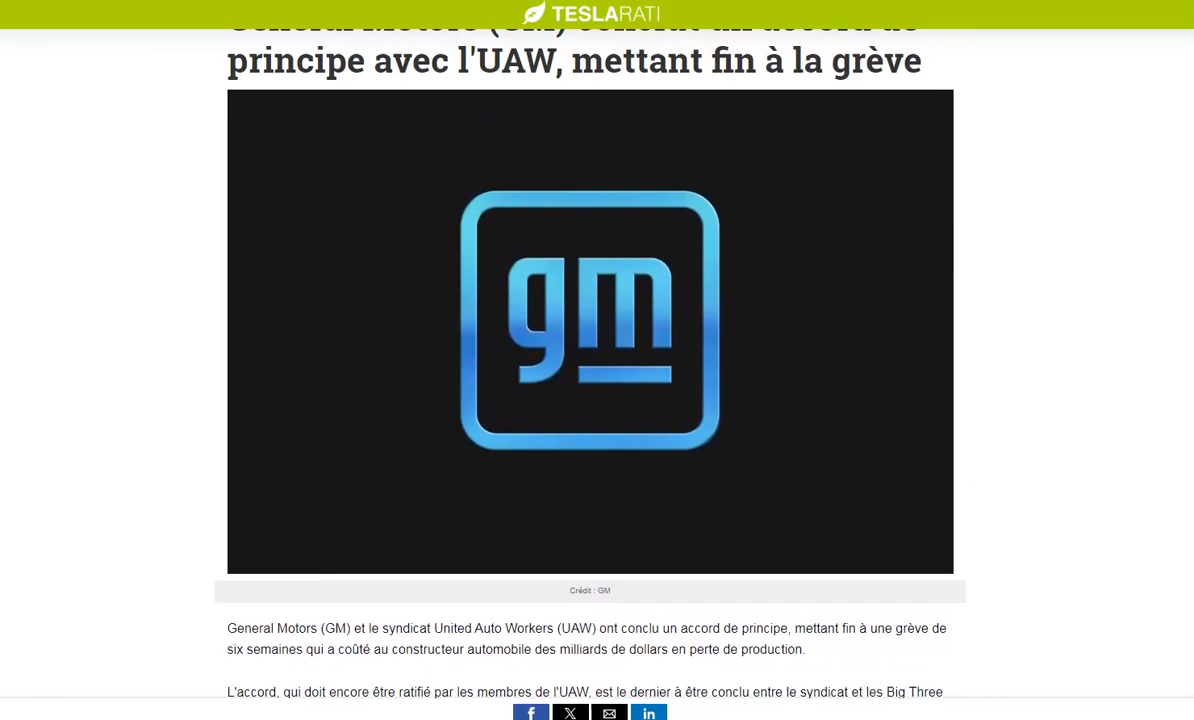 TESLARATI
General Motors (GM) conclut un accord de
principe avec l'UAW, mettant fin à la grève
gm
Crédit : GM
General Motors (GM) et le syndicat United Auto Workers (UAW) ont conclu un accord de principe, mettant fin à une grève de
six semaines qui a coûté au constructeur automobile des milliards de dollars en perte de production.
L'accord, qui doit encore être ratifié par les membres de l'UAW, est le dernier à être conclu entre le syndicat et les Big Three